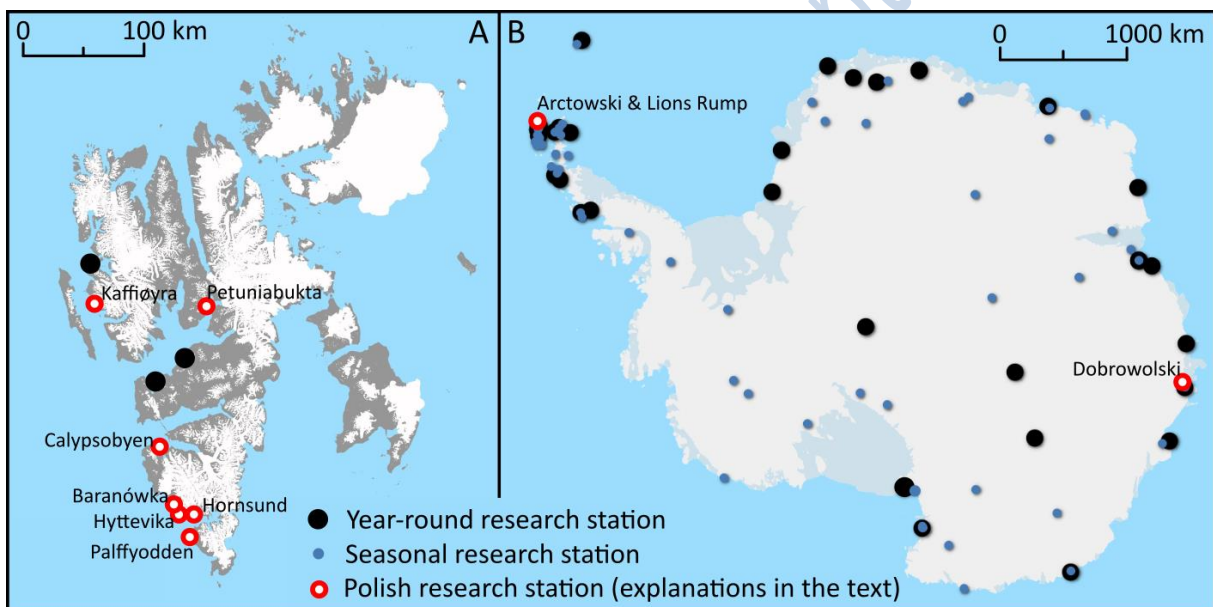 0 100 km A
Kaffiøyra
Petuniabukta
Calypsobyen
Baranówka
Hornsund
Hyttevika
Palffyodden
B 0 1000 km
Arctowski & Lions Rump
Dobrowolski
Year-round research station
Seasonal research station
Polish research station (explanations in the text)